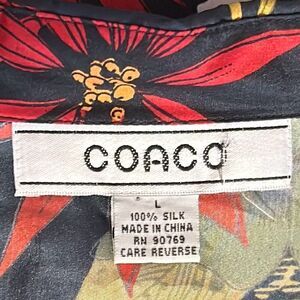 COACO
L
100% SILK
MADE IN CHINA
RN 90769
CARE REVERSE